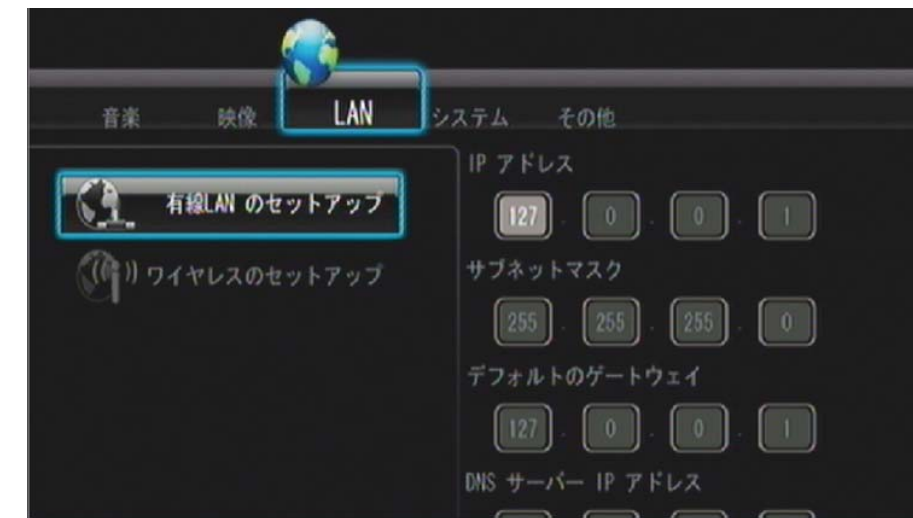 音楽 映像 LAN システム その他
有線LAN のセットアップ
ワイヤレスのセットアップ
IP アドレス
127 . 0 . 0 . 1
サブネットマスク
255 . 255 . 255 . 0
デフォルトのゲートウェイ
127 . 0 . 0 . 1
DNS サーバー IP アドレス